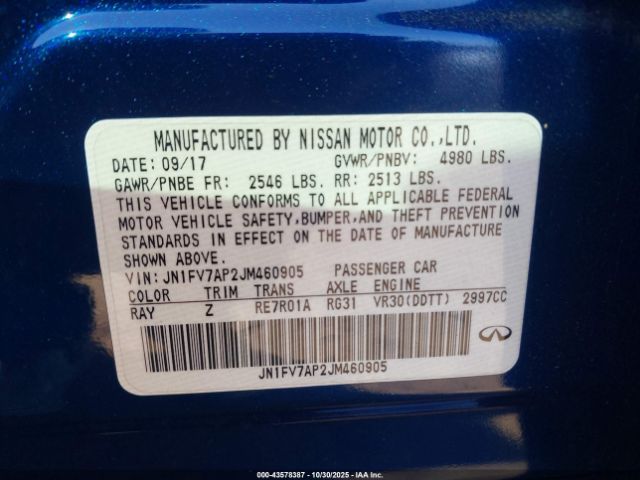 MANUFACTURED BY NISSAN MOTOR CO.,LTD.
DATE: 09/17 GVWR/PNBV: 4980 LBS.
GAWR/PNBE FR: 2546 LBS. RR: 2513 LBS.
THIS VEHICLE CONFORMS TO ALL APPLICABLE FEDERAL
MOTOR VEHICLE SAFETY, BUMPER, AND THEFT PREVENTION
STANDARDS IN EFFECT ON THE DATE OF MANUFACTURE
SHOWN ABOVE.
VIN: JN1FV7AP2JM460905 PASSENGER CAR
COLOR TRIM TRANS AXLE ENGINE
RAY Z RE7R01A RG31 VR30(DDTT) 2997CC
JN1FV7AP2JM460905
INFINITI
000-43578387 - 10/30/2025 - IAAI, Inc.